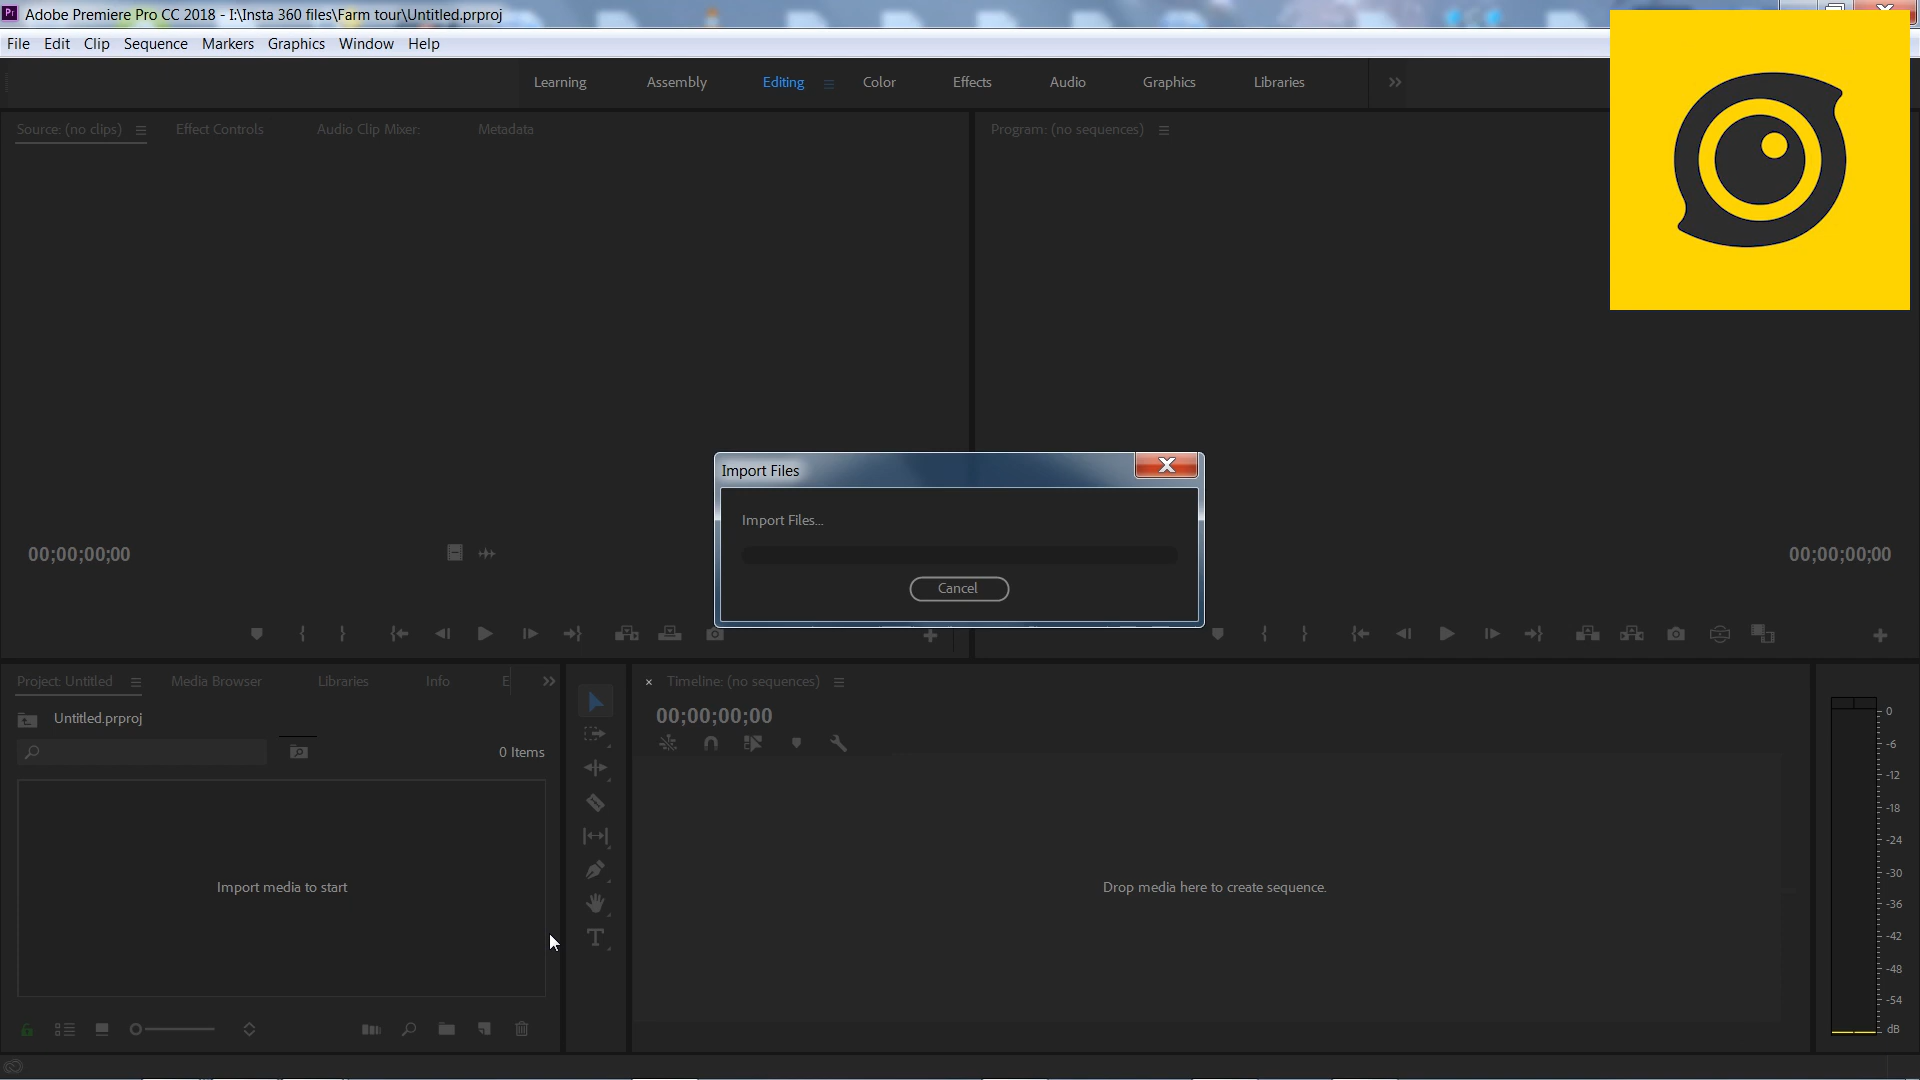 Pr Adobe Premiere Pro CC 2018 - I:\Insta 360 files\Farm tour\Untitled.prproj
File Edit Clip Sequence Markers Graphics Window Help
Learning Assembly Editing Color Effects Audio Graphics Libraries
Source: (no clips) Effect Controls Audio Clip Mixer: Metadata
Program: (no sequences)
Import Files
Import Files...
Cancel
00;00;00;00
00;00;00;00
Project: Untitled Media Browser Libraries Info E
Untitled.prproj
0 Items
Import media to start
Timeline: (no sequences)
00;00;00;00
Drop media here to create sequence.
0
-6
-12
-18
-24
-30
-36
-42
-48
-54
dB